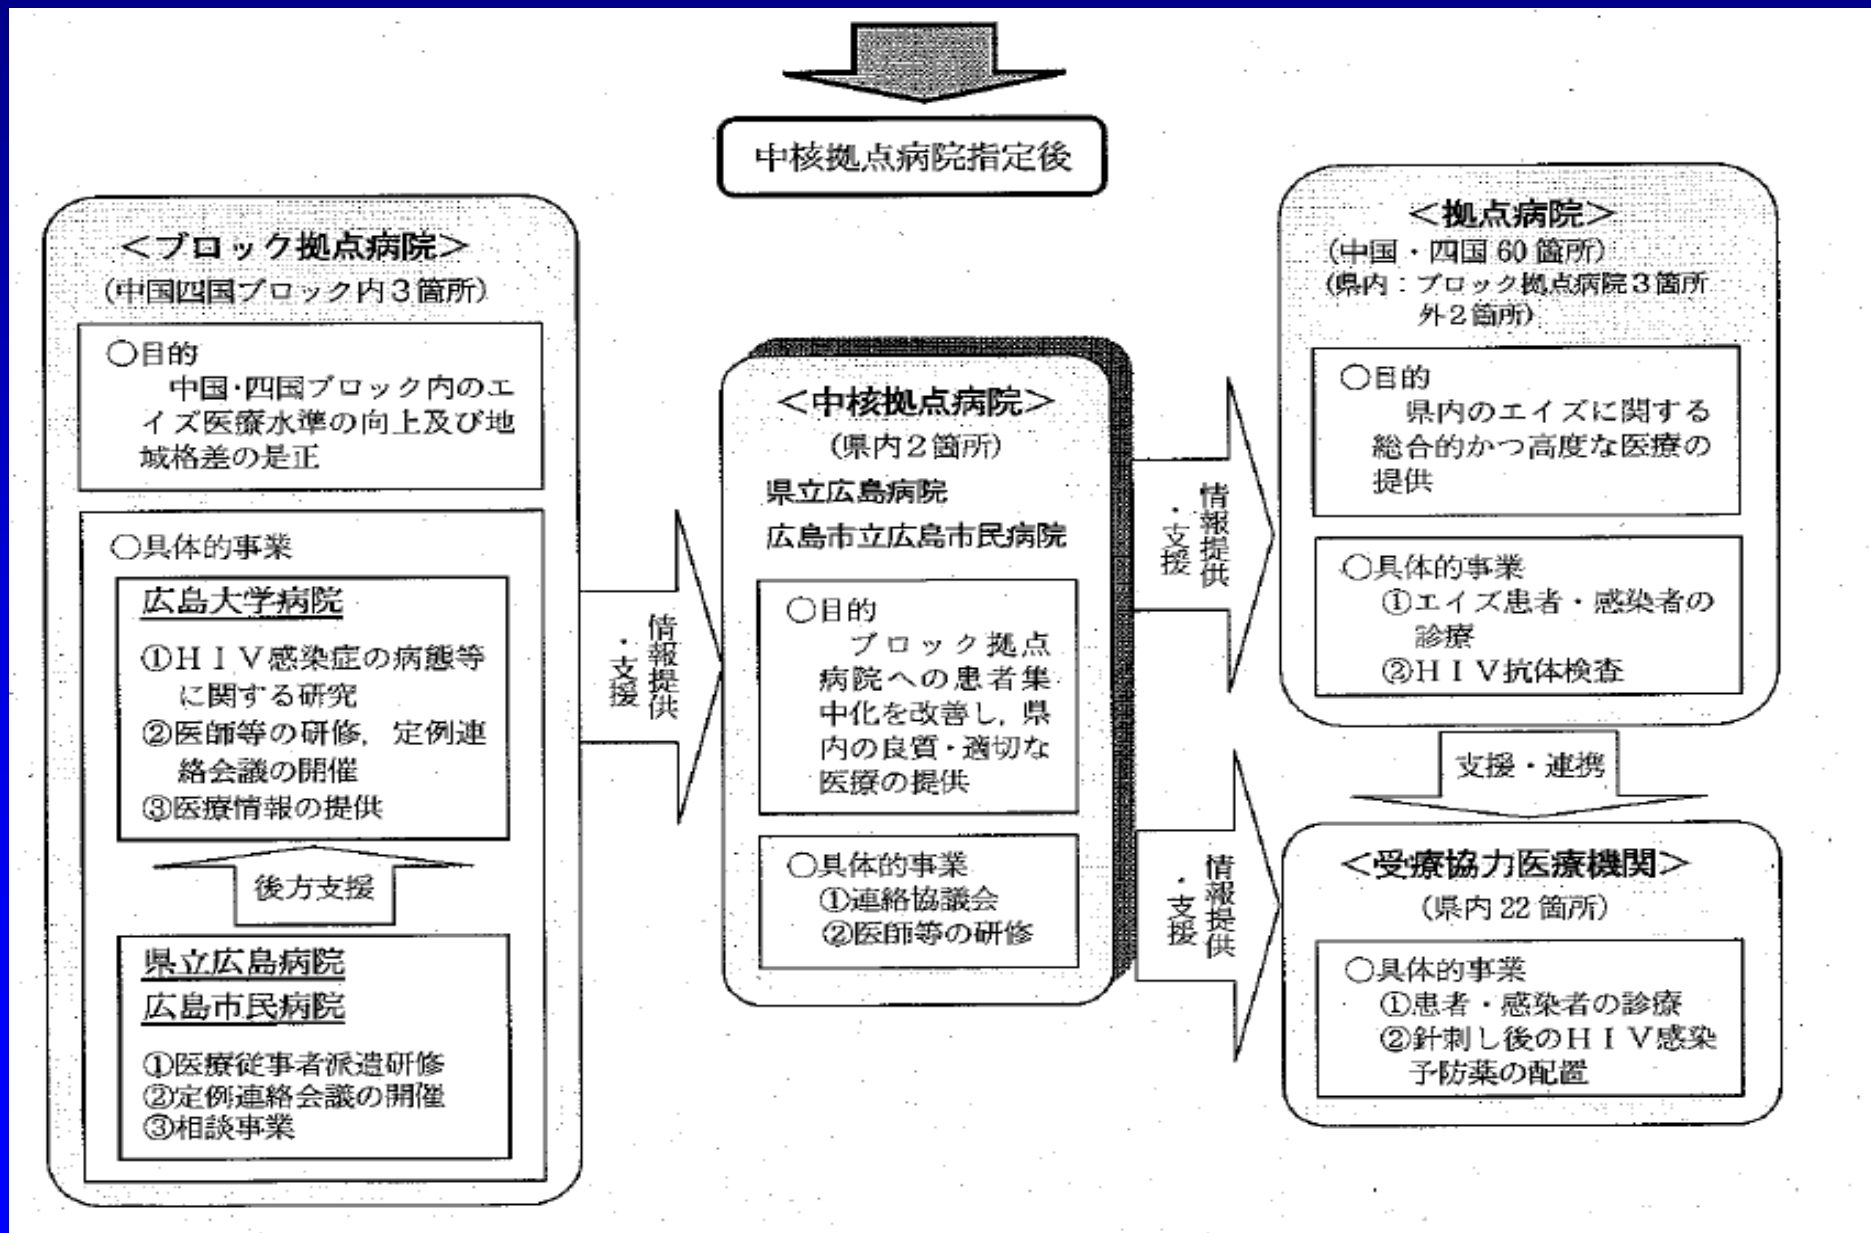 中核拠点病院指定後
＜ブロック拠点病院＞
(中国四国ブロック内３箇所)
○目的
中国・四国ブロック内のエ
イズ医療水準の向上及び地
域格差の是正
○具体的事業
広島大学病院
①ＨＩＶ感染症の病態等
に関する研究
②医師等の研修，定例連
絡会議の開催
③医療情報の提供
後方支援
県立広島病院
広島市民病院
①医療従事者派遣研修
②定例連絡会議の開催
③相談事業
情報提供
・支援
＜中核拠点病院＞
(県内２箇所)
県立広島病院
広島市立広島市民病院
○目的
ブロック拠点
病院への患者集
中化を改善し，県
内の良質・適切な
医療の提供
○具体的事業
①連絡協議会
②医師等の研修
情報提供
・支援
情報提供
・支援
＜拠点病院＞
(中国・四国 60 箇所)
(県内：ブロック拠点病院３箇所
外２箇所)
○目的
県内のエイズに関する
総合的かつ高度な医療の
提供
○具体的事業
①エイズ患者・感染者の
診療
②ＨＩＶ抗体検査
支援・連携
＜受療協力医療機関＞
(県内 22 箇所)
○具体的事業
①患者・感染者の診療
②針刺し後のＨＩＶ感染
予防薬の配置